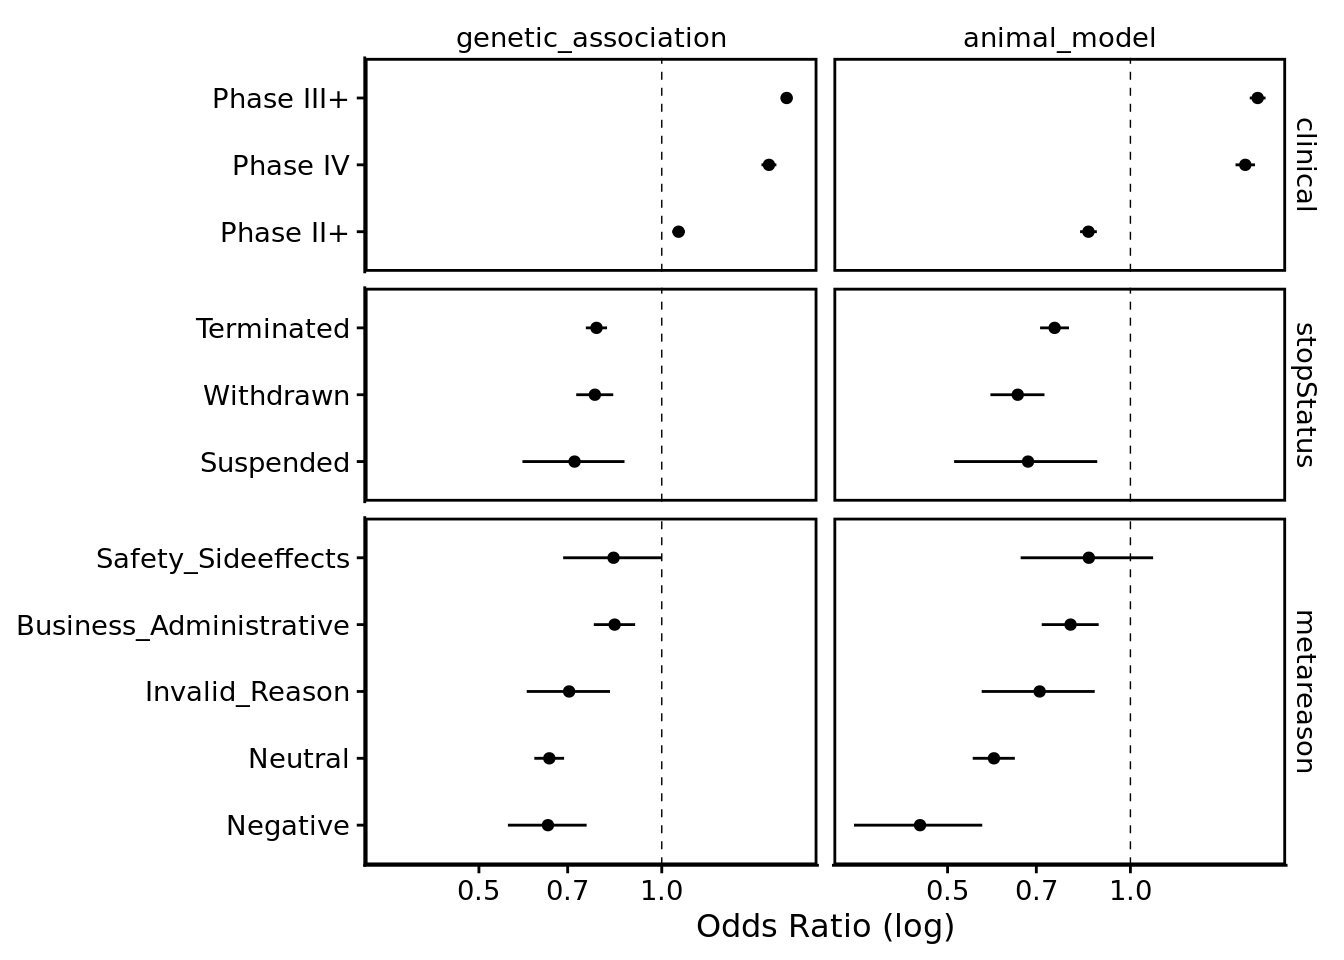 genetic_association
animal_model
Phase III+
Phase IV
Phase II+
clinical
Terminated
Withdrawn
Suspended
stopStatus
Safety_Sideeffects
Business_Administrative
Invalid_Reason
Neutral
Negative
metareason
0.5 0.7 1.0
0.5 0.7 1.0
Odds Ratio (log)